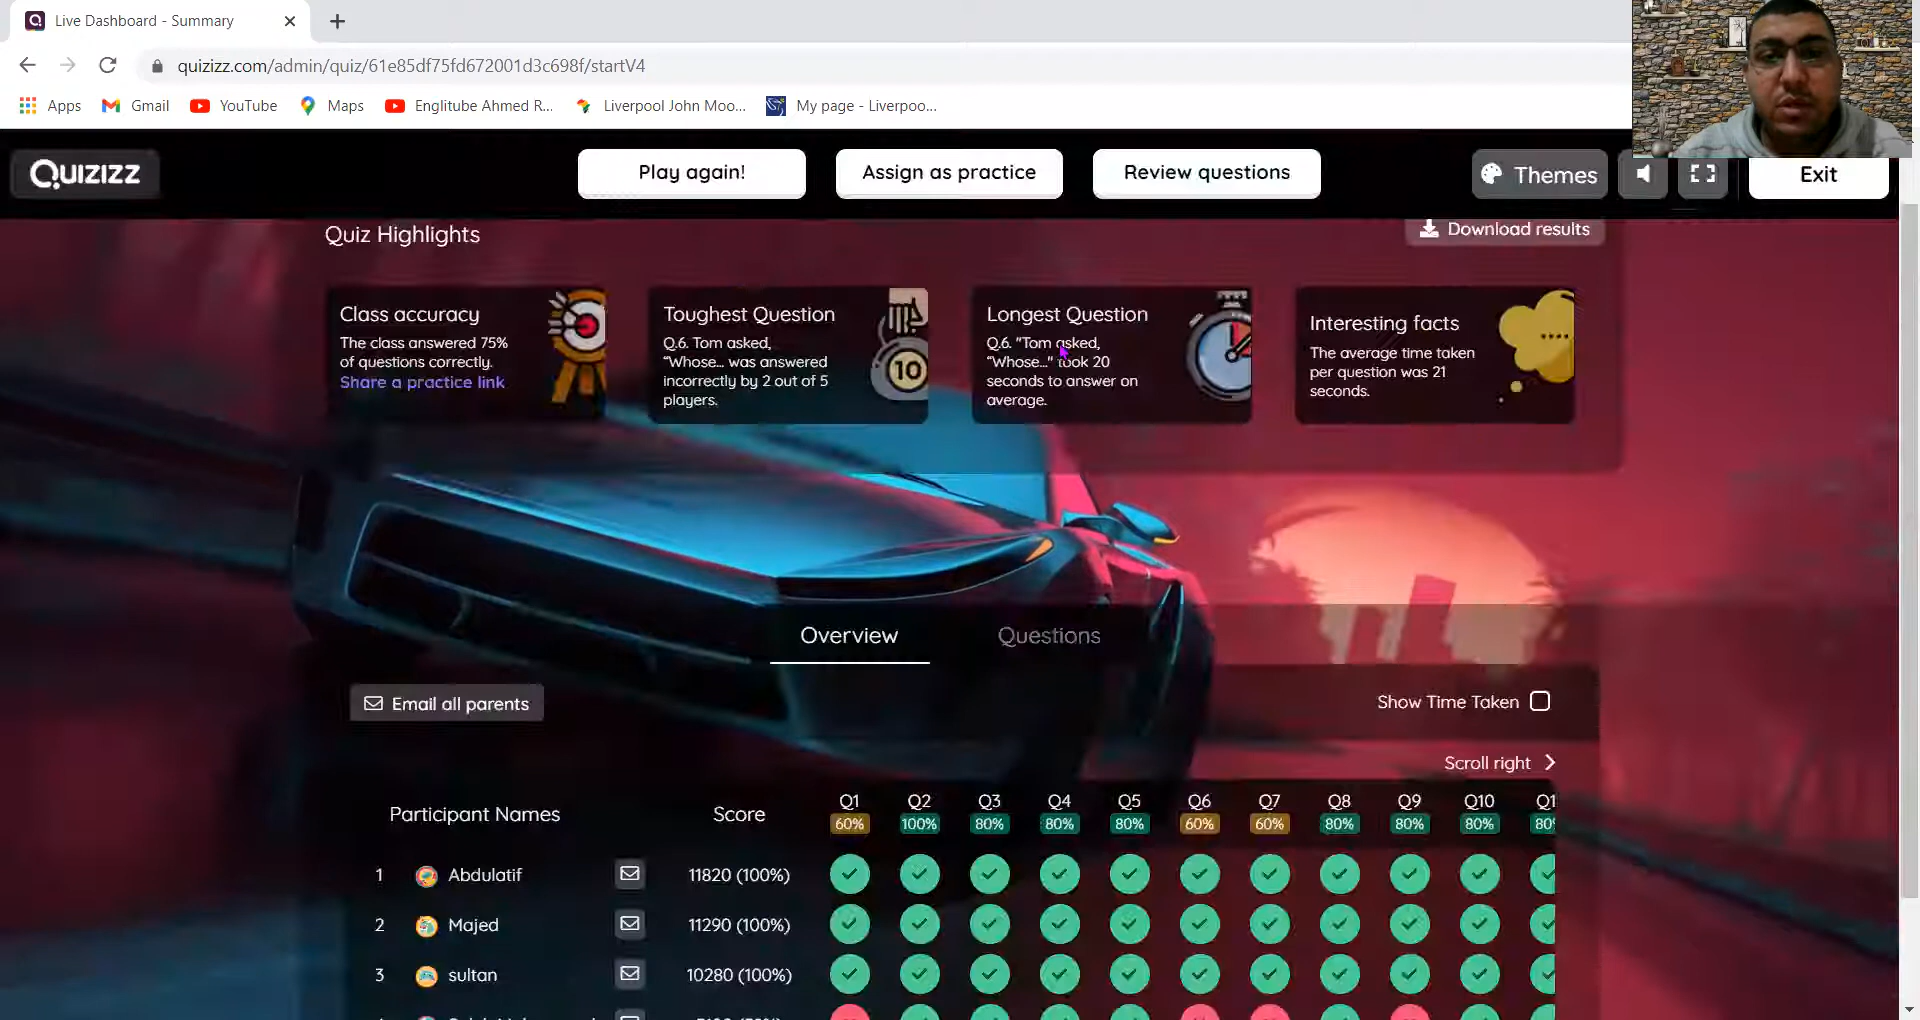 Live Dashboard - Summary
quizizz.com/admin/quiz/61e85df75fd672001d3c698f/startV4
Apps
Gmail
YouTube
Maps
Englitube Ahmed R...
Liverpool John Moo...
My page - Liverpoo...
Quizizz
Play again!
Assign as practice
Review questions
Themes
Exit
Quiz Highlights
Download results
Class accuracy
The class answered 75%
of questions correctly.
Share a practice link
Toughest Question
Q.6. Tom asked,
“Whose... was answered
incorrectly by 2 out of 5
players.
10
Longest Question
Q.6. "Tom asked,
“Whose..." took 20
seconds to answer on
average.
Interesting facts
The average time taken
per question was 21
seconds.
Overview
Questions
Email all parents
Show Time Taken
Scroll right
Participant Names
Score
Q1 Q2 Q3 Q4 Q5 Q6 Q7 Q8 Q9 Q10 Q1
60% 100% 80% 80% 80% 60% 60% 80% 80% 80% 80%
1 Abdulatif 11820 (100%)
2 Majed 11290 (100%)
3 sultan 10280 (100%)